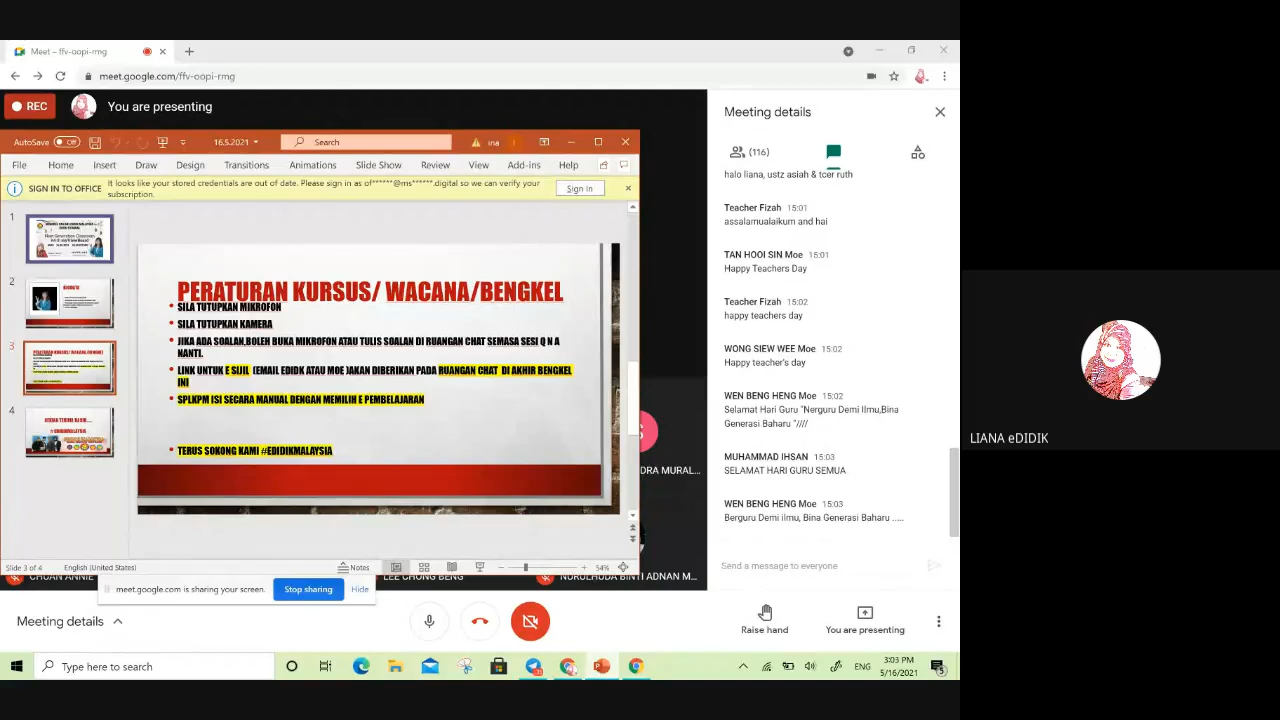 Meet – ffv-oopi-rmg
meet.google.com/ffv-oopi-rmg
REC
You are presenting
AutoSave
Off
16.5.2021
Search
ina
File Home Insert Draw Design Transitions Animations Slide Show Review View Add-ins Help
SIGN IN TO OFFICE
It looks like your stored credentials are out of date. Please sign in as of******@ms******.digital so we can verify your
subscription.
Sign in
1
2
3
4
PERATURAN KURSUS/ WACANA/BENGKEL
• SILA TUTUPKAN MIKROFON
• SILA TUTUPKAN KAMERA
• JIKA ADA SOALAN,BOLEH BUKA MIKROFON ATAU TULIS SOALAN DI RUANGAN CHAT SEMASA SESI Q N A
NANTI.
• LINK UNTUK E SIJIL (EMAIL EDIDK ATAU MOE )AKAN DIBERIKAN PADA RUANGAN CHAT DI AKHIR BENGKEL
INI
• SPLKPM ISI SECARA MANUAL DENGAN MEMILIH E PEMBELAJARAN
• TERUS SOKONG KAMI #EDIDIKMALAYSIA
DRA MURAL...
Slide 3 of 4
English (United States)
Notes
54%
CHUAN ANNIE
LEE CHONG BENG
NURULHUDA BINTI ADNAN M...
meet.google.com is sharing your screen.
Stop sharing
Hide
Meeting details
Meeting details
(116)
halo liana, ustz asiah & tcer ruth
Teacher Fizah 15:01
assalamualaikum and hai
TAN HOOI SIN Moe 15:01
Happy Teachers Day
Teacher Fizah 15:02
happy teachers day
WONG SIEW WEE Moe 15:02
Happy teacher's day
WEN BENG HENG Moe 15:02
Selamat Hari Guru "Nerguru Demi Ilmu,Bina
Generasi Baharu "////
MUHAMMAD IHSAN 15:03
SELAMAT HARI GURU SEMUA
WEN BENG HENG Moe 15:03
Berguru Demi ilmu, Bina Generasi Baharu .....
Send a message to everyone
Raise hand
You are presenting
Type here to search
ENG
3:03 PM
5/16/2021
5
LIANA eDIDIK